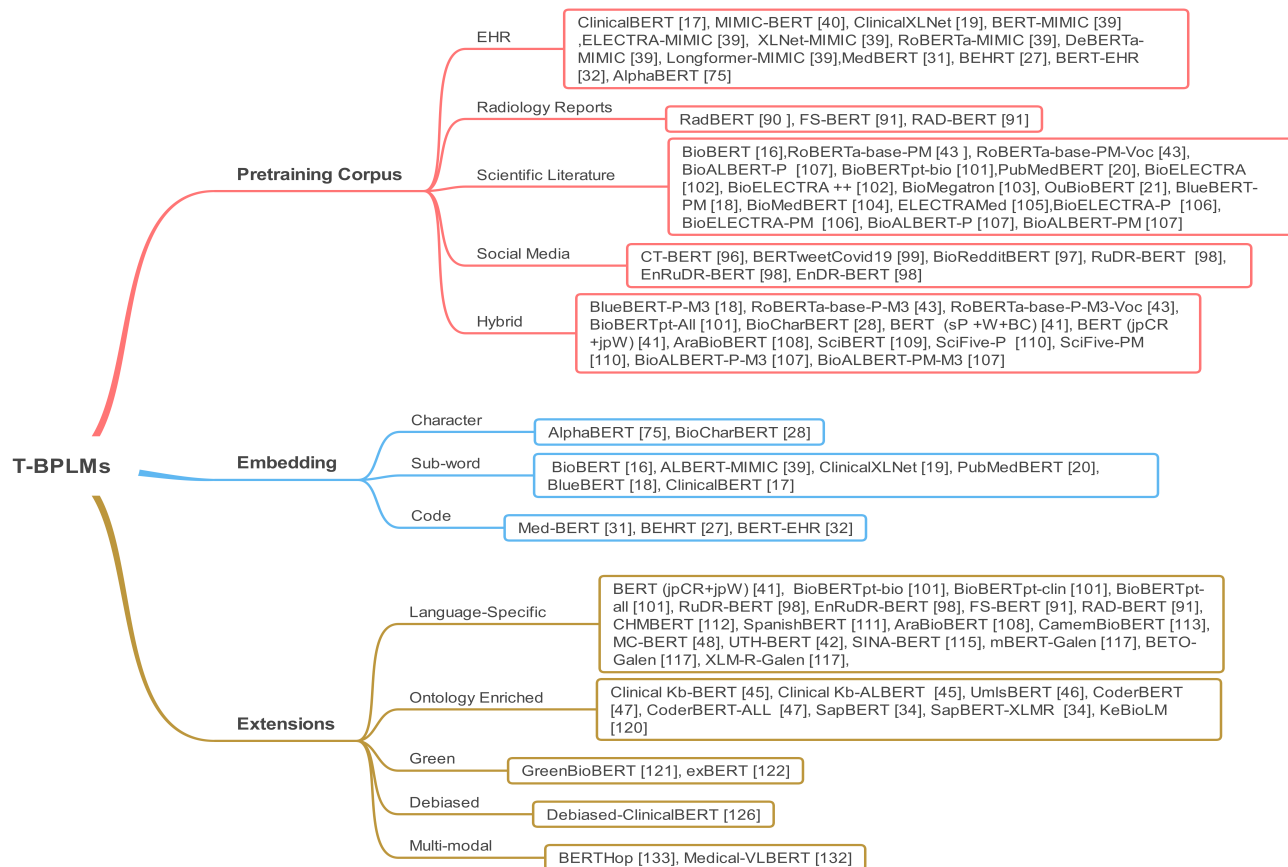 T-BPLMs
Pretraining Corpus
EHR
ClinicalBERT [17], MIMIC-BERT [40], ClinicalXLNet [19], BERT-MIMIC [39]
,ELECTRA-MIMIC [39], XLNet-MIMIC [39], RoBERTa-MIMIC [39], DeBERTa-
MIMIC [39], Longformer-MIMIC [39],MedBERT [31], BEHRT [27], BERT-EHR
[32], AlphaBERT [75]
Radiology Reports
RadBERT [90 ], FS-BERT [91], RAD-BERT [91]
Scientific Literature
BioBERT [16],RoBERTa-base-PM [43 ], RoBERTa-base-PM-Voc [43],
BioALBERT-P [107], BioBERTpt-bio [101],PubMedBERT [20], BioELECTRA
[102], BioELECTRA ++ [102], BioMegatron [103], OuBioBERT [21], BlueBERT-
PM [18], BioMedBERT [104], ELECTRAMed [105],BioELECTRA-P [106],
BioELECTRA-PM [106], BioALBERT-P [107], BioALBERT-PM [107]
Social Media
CT-BERT [96], BERTweetCovid19 [99], BioRedditBERT [97], RuDR-BERT [98],
EnRuDR-BERT [98], EnDR-BERT [98]
Hybrid
BlueBERT-P-M3 [18], RoBERTa-base-P-M3 [43], RoBERTa-base-P-M3-Voc [43],
BioBERTpt-All [101], BioCharBERT [28], BERT (sP +W+BC) [41], BERT (jpCR
+jpW) [41], AraBioBERT [108], SciBERT [109], SciFive-P [110], SciFive-PM
[110], BioALBERT-P-M3 [107], BioALBERT-PM-M3 [107]
Embedding
Character
AlphaBERT [75], BioCharBERT [28]
Sub-word
BioBERT [16], ALBERT-MIMIC [39], ClinicalXLNet [19], PubMedBERT [20],
BlueBERT [18], ClinicalBERT [17]
Code
Med-BERT [31], BEHRT [27], BERT-EHR [32]
Extensions
Language-Specific
BERT (jpCR+jpW) [41], BioBERTpt-bio [101], BioBERTpt-clin [101], BioBERTpt-
all [101], RuDR-BERT [98], EnRuDR-BERT [98], FS-BERT [91], RAD-BERT [91],
CHMBERT [112], SpanishBERT [111], AraBioBERT [108], CamemBioBERT [113],
MC-BERT [48], UTH-BERT [42], SINA-BERT [115], mBERT-Galen [117], BETO-
Galen [117], XLM-R-Galen [117],
Ontology Enriched
Clinical Kb-BERT [45], Clinical Kb-ALBERT [45], UmlsBERT [46], CoderBERT
[47], CoderBERT-ALL [47], SapBERT [34], SapBERT-XLMR [34], KeBioLM
[120]
Green
GreenBioBERT [121], exBERT [122]
Debiased
Debiased-ClinicalBERT [126]
Multi-modal
BERTHop [133], Medical-VLBERT [132]